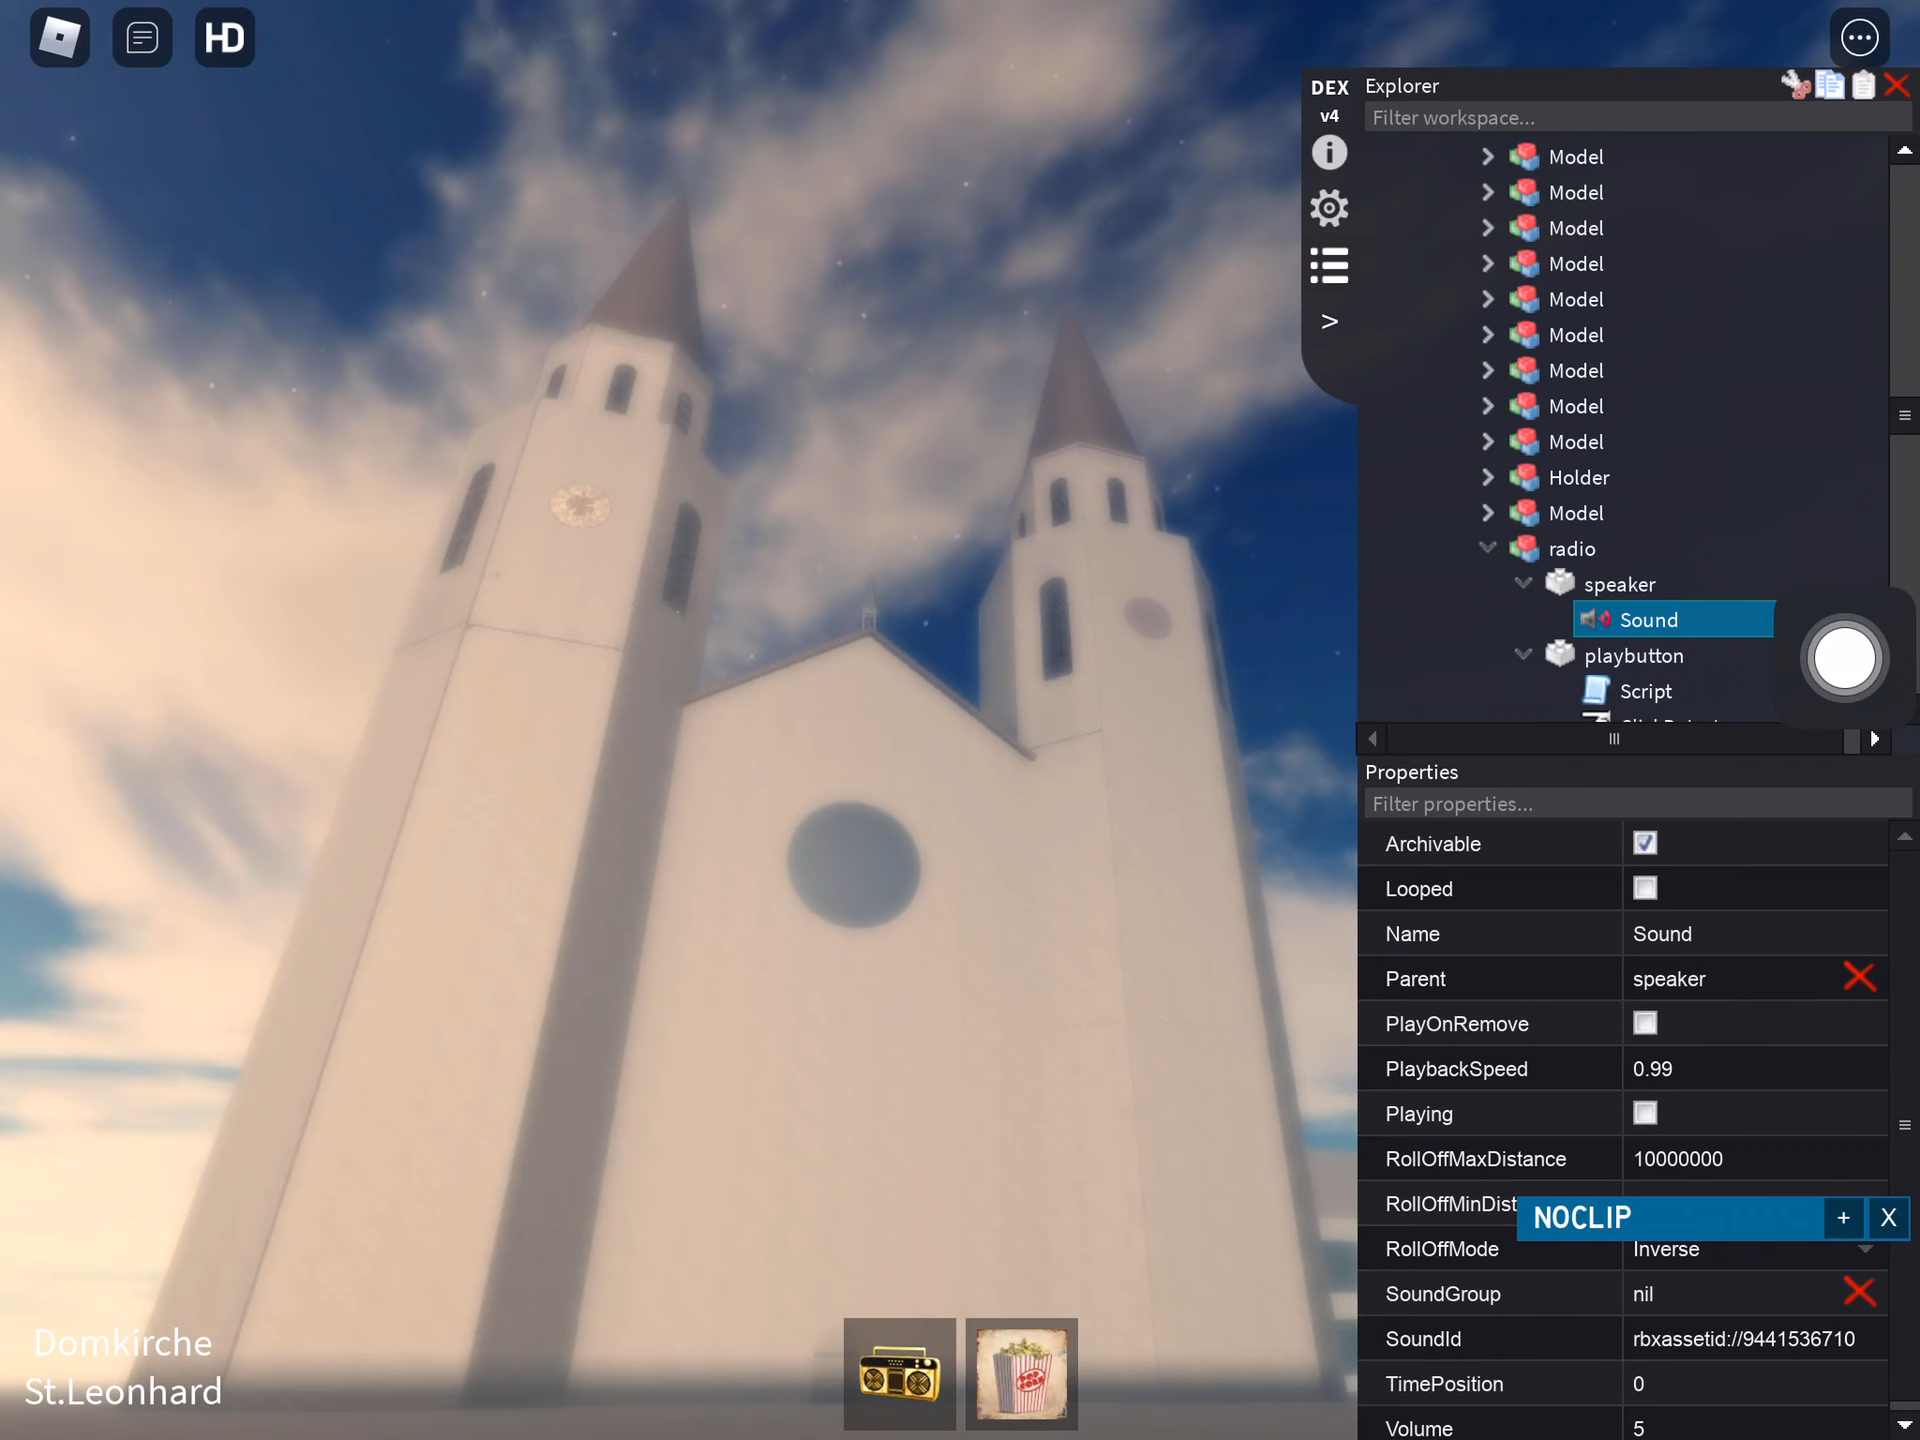 HD
DEX
v4
>
Explorer
Filter workspace...
Model
Model
Model
Model
Model
Model
Model
Model
Model
Holder
Model
radio
speaker
Sound
playbutton
Script
Properties
Filter properties...
Archivable
Looped
Name Sound
Parent speaker
PlayOnRemove
PlaybackSpeed 0.99
Playing
RollOffMaxDistance 10000000
RollOffMinDist
NOCLIP + X
RollOffMode Inverse
SoundGroup nil
SoundId rbxassetid://9441536710
TimePosition 0
Volume 5
Domkirche
St.Leonhard